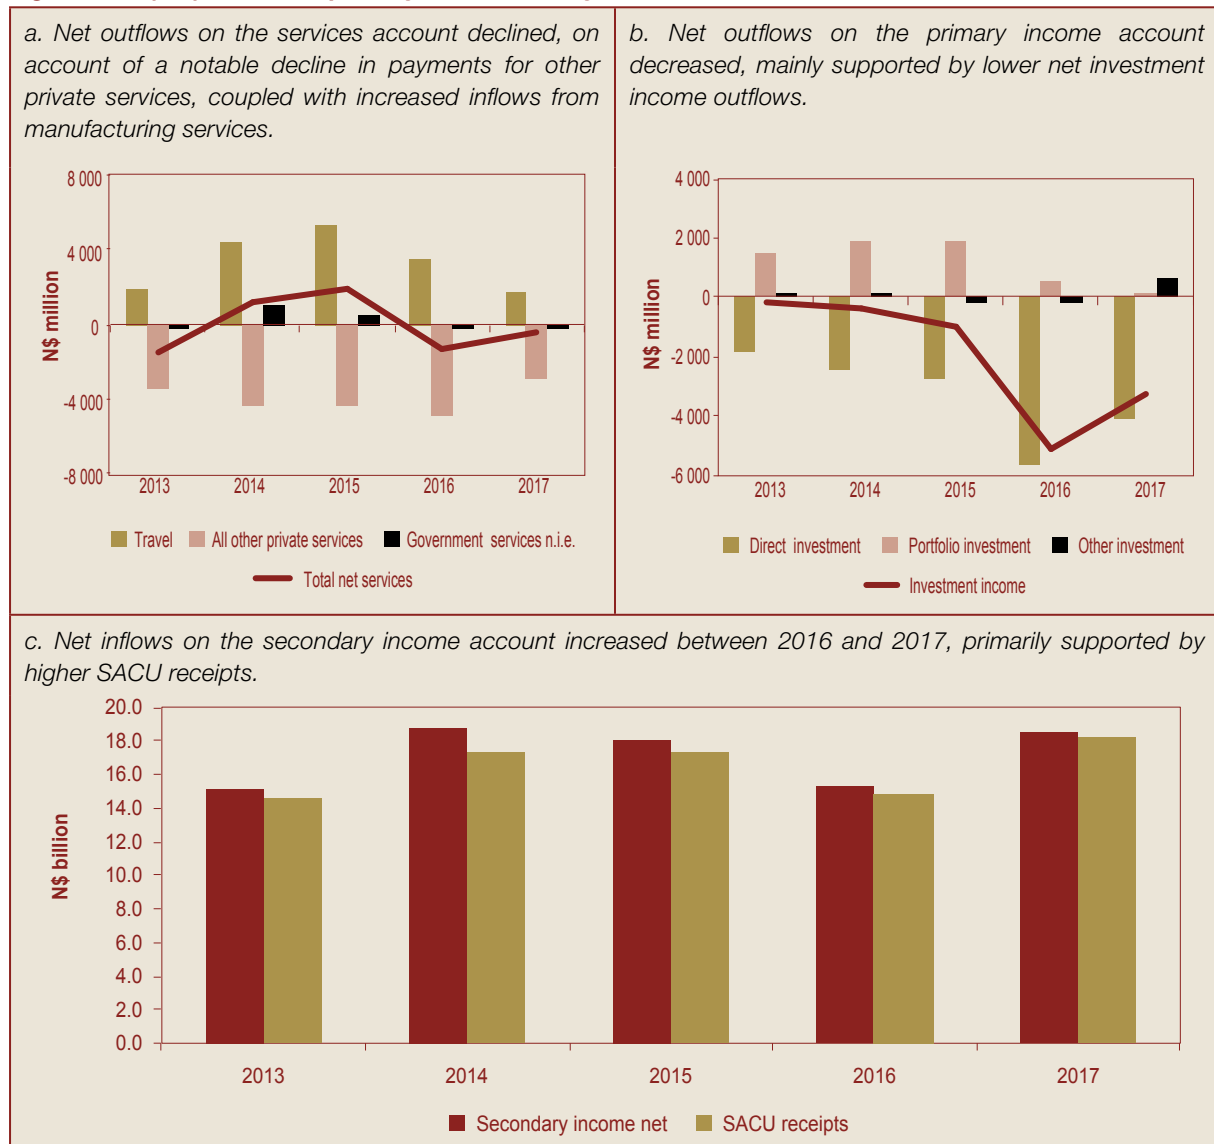 a. Net outflows on the services account declined, on
account of a notable decline in payments for other
private services, coupled with increased inflows from
manufacturing services.
8 000
4 000
0
-4 000
-8 000
N$ million
2013 2014 2015 2016 2017
Travel All other private services Government services n.i.e.
Total net services
b. Net outflows on the primary income account
decreased, mainly supported by lower net investment
income outflows.
4 000
2 000
0
-2 000
-4 000
-6 000
N$ million
2013 2014 2015 2016 2017
Direct investment Portfolio investment Other investment
Investment income
c. Net inflows on the secondary income account increased between 2016 and 2017, primarily supported by
higher SACU receipts.
20.0
18.0
16.0
14.0
12.0
10.0
8.0
6.0
4.0
2.0
0.0
N$ billion
2013 2014 2015 2016 2017
Secondary income net SACU receipts